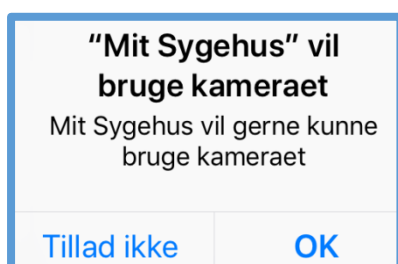 “Mit Sygehus” vil
bruge kameraet
Mit Sygehus vil gerne kunne
bruge kameraet
Tillad ikke
OK